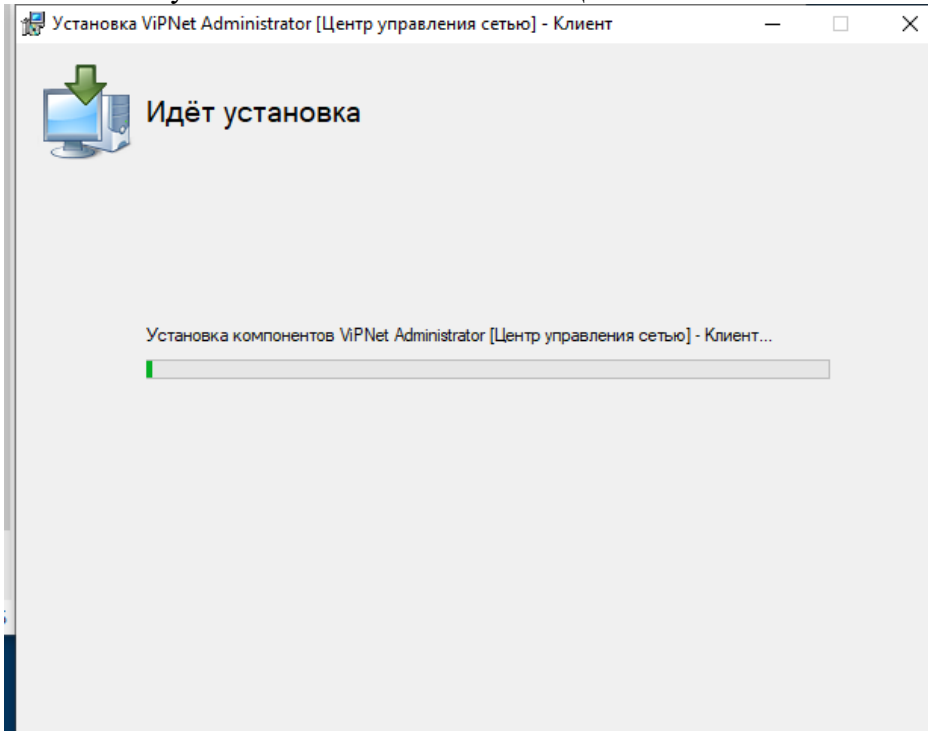 Установка ViPNet Administrator [Центр управления сетью] - Клиент
Идёт установка
Установка компонентов ViPNet Administrator [Центр управления сетью] - Клиент...